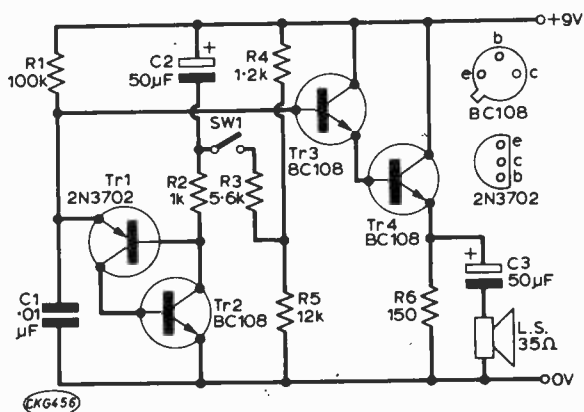 +9V
R1
100k
C2
50µF
+
R4
1·2k
SW1
Tr3
BC108
b
e
c
BC108
e
c
b
2N3702
Tr1
2N3702
R2
1k
R3
5·6k
Tr4
BC108
C1
·01
µF
Tr2
BC108
R5
12k
R6
150
+
C3
50µF
L.S.
35Ω
0V
CKG456